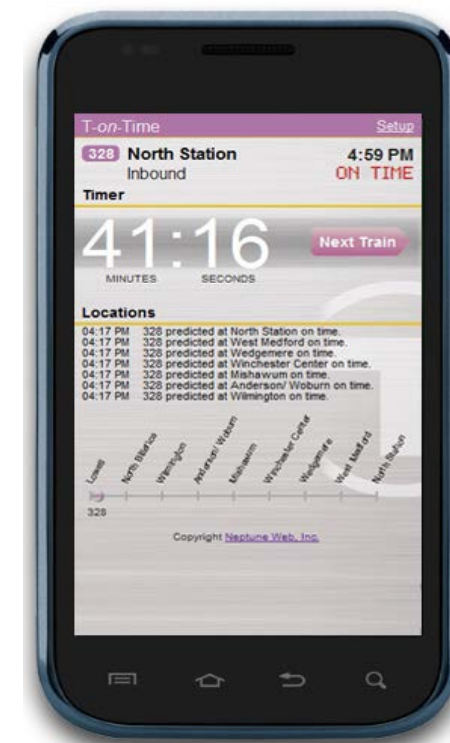 T-on-Time Setup
328 North Station 4:59 PM
Inbound ON TIME
Timer
41:16 Next Train
MINUTES SECONDS
Locations
04:17 PM 328 predicted at North Station on time.
04:17 PM 328 predicted at West Medford on time.
04:17 PM 328 predicted at Wedgemere on time.
04:17 PM 328 predicted at Winchester Center on time.
04:17 PM 328 predicted at Mishawum on time.
04:17 PM 328 predicted at Anderson/ Woburn on time.
04:17 PM 328 predicted at Wilmington on time.
Lowell North Billerica Wilmington Anderson/ Woburn Mishawum Winchester Center Wedgemere West Medford North Station
328
Copyright Neptune Web, Inc.